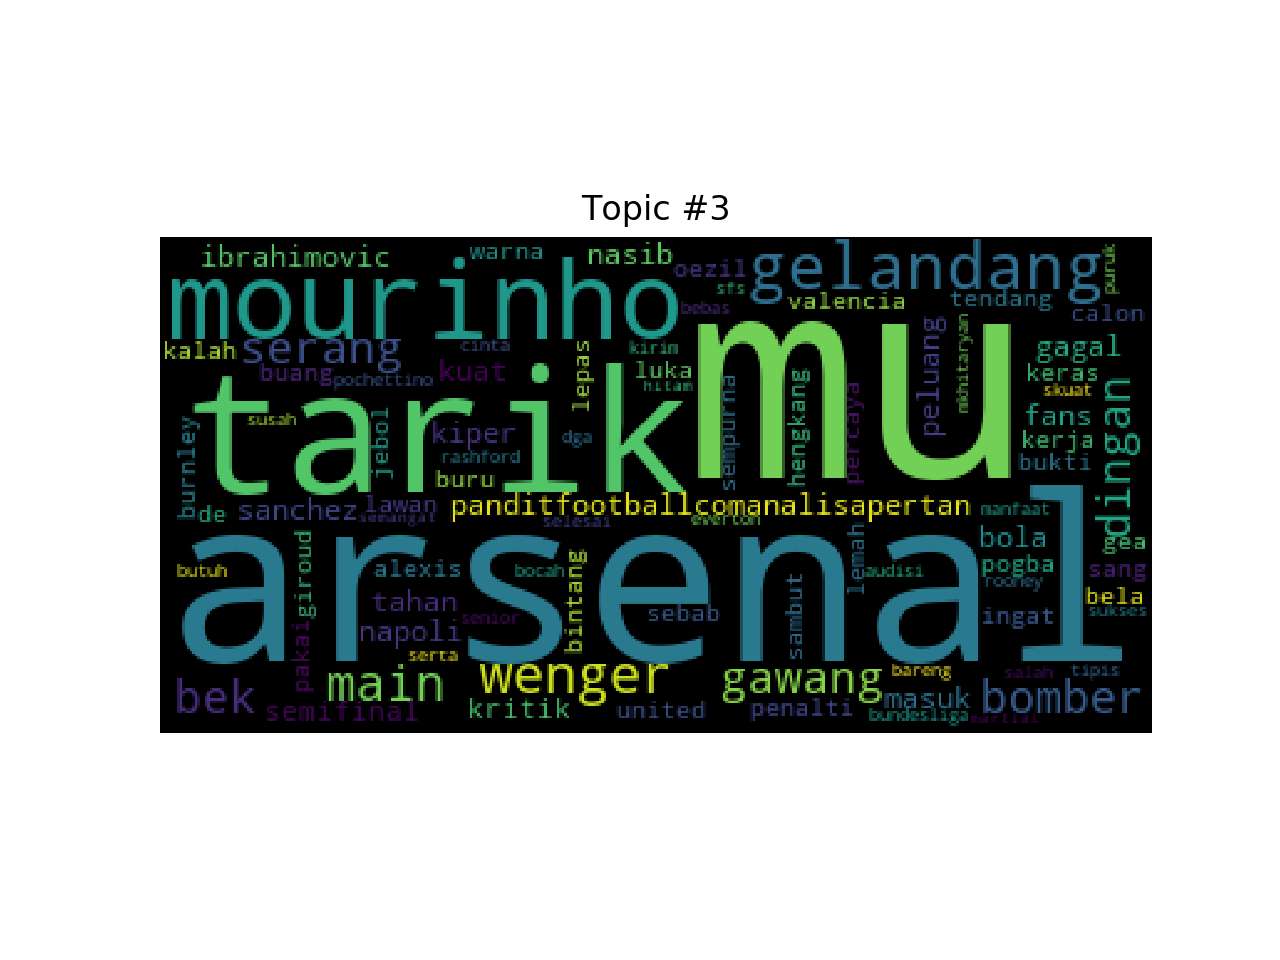 Topic #3
ibrahimovic
warna
nasib
oezil
gelandang
puruk
mourinho
sfs
bebas
valencia
tendang
calon
mu
kalah
serang
cinta
lepas
kirim
peluang
mkhitaryan
gagal
buang
pochettino
kuat
luka
hitam
keras
skuat
tarik
susah
jebol
kiper
rashford
dga
sempurna
hengkang
percaya
fans
kerja
dingan
burnley
buru
bukti
de
sanchez
lawan
semangat
panditfootballcomanalisapertan
selesai
everton
manfaat
arsenal
giroud
alexis
bocah
bintang
lemah
audisi
bola
gea
pogba
sang
rooney
butuh
tahan
senior
sebab
sambut
ingat
bela
sukses
pakai
napoli
serta
main
wenger
gawang
bareng
salah
tipis
bek
semifinal
kritik
united
penalti
masuk
bomber
bundesliga
martial